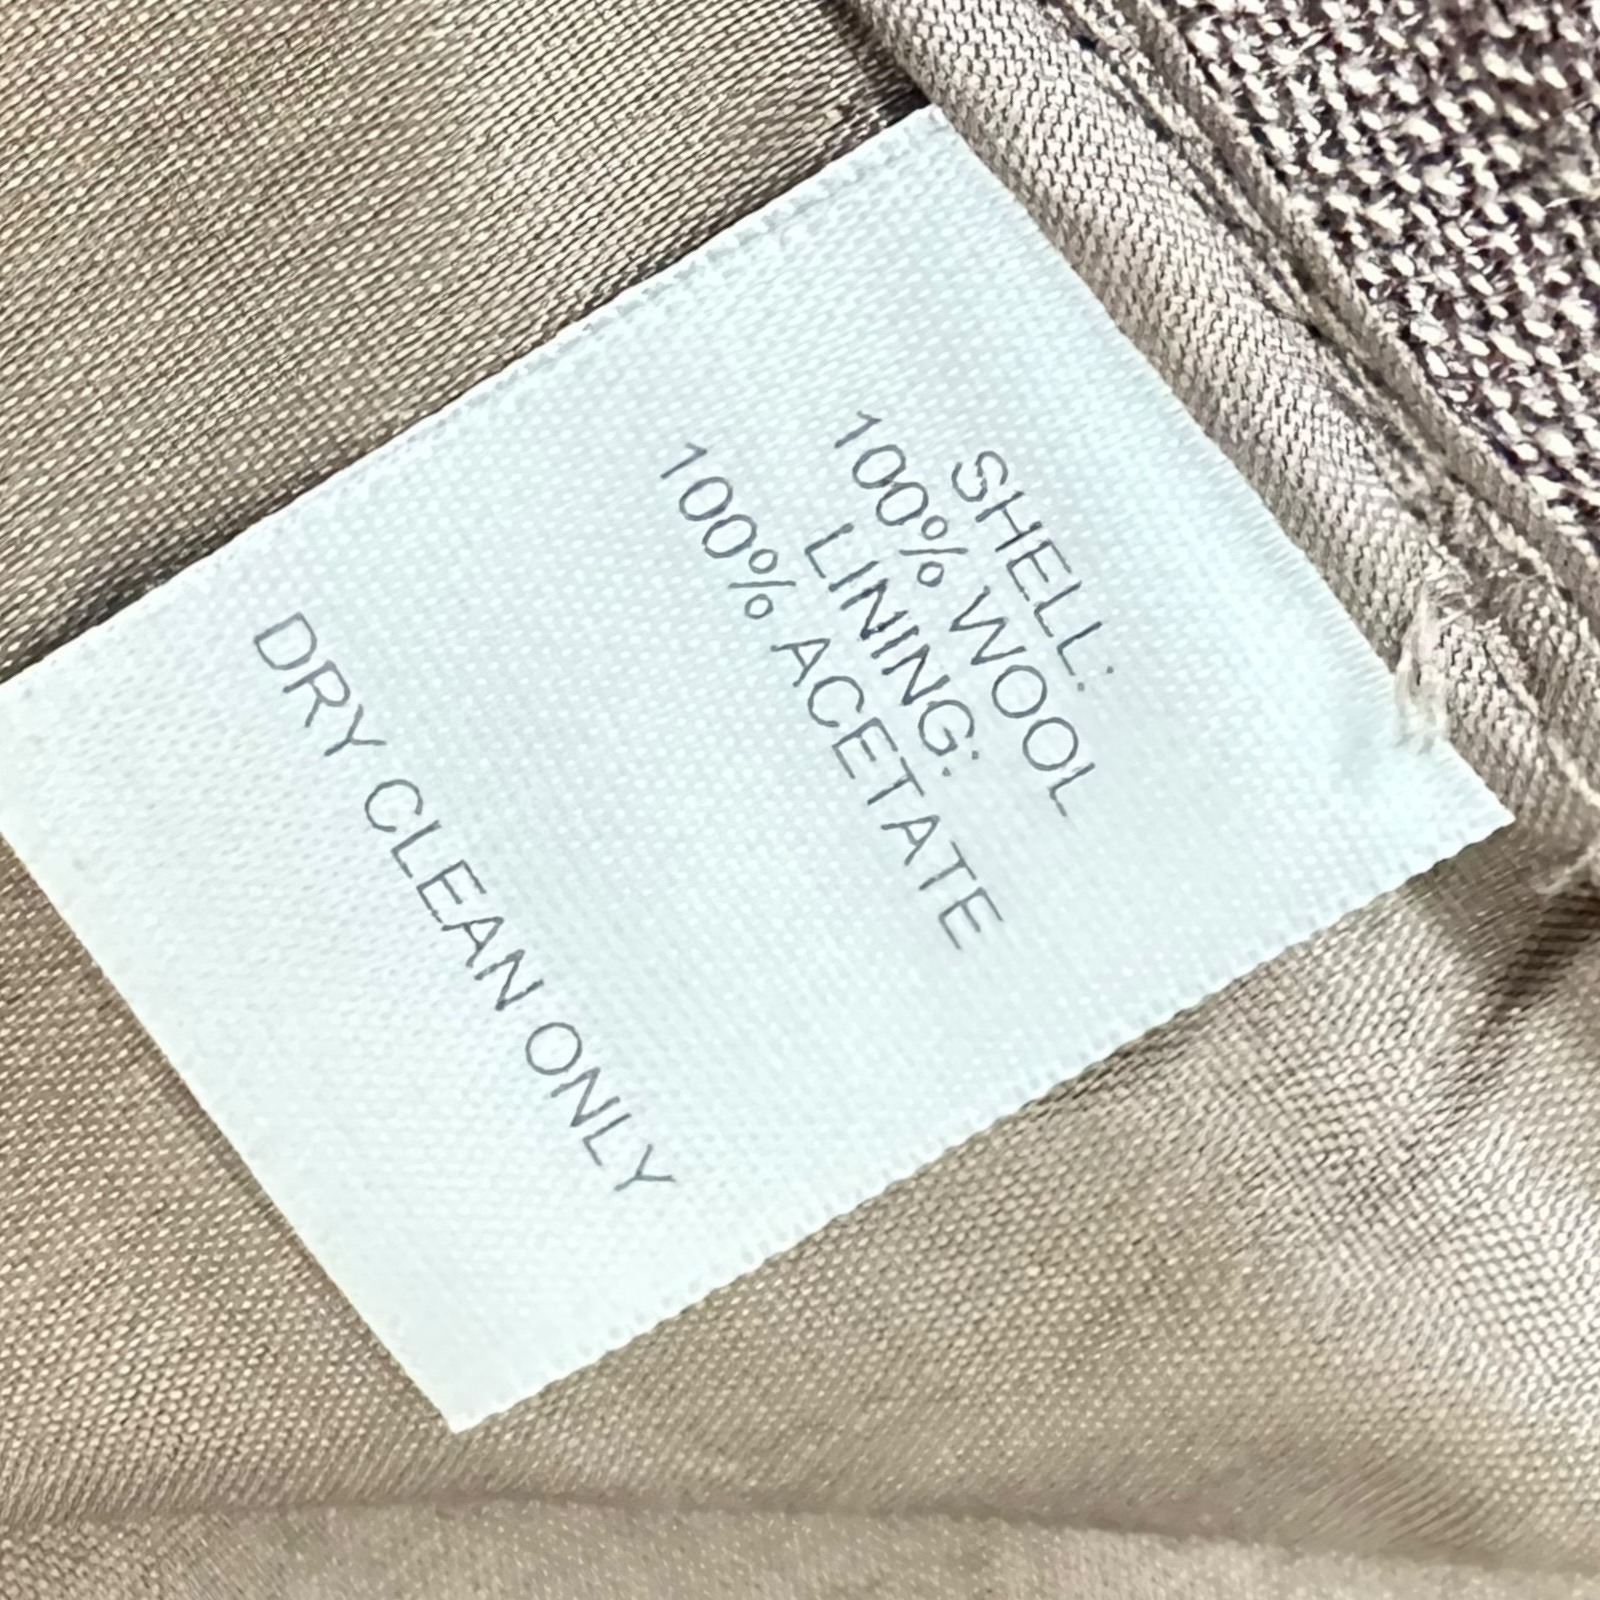 SHELL:
100% WOOL
LINING:
100% ACETATE
DRY CLEAN ONLY